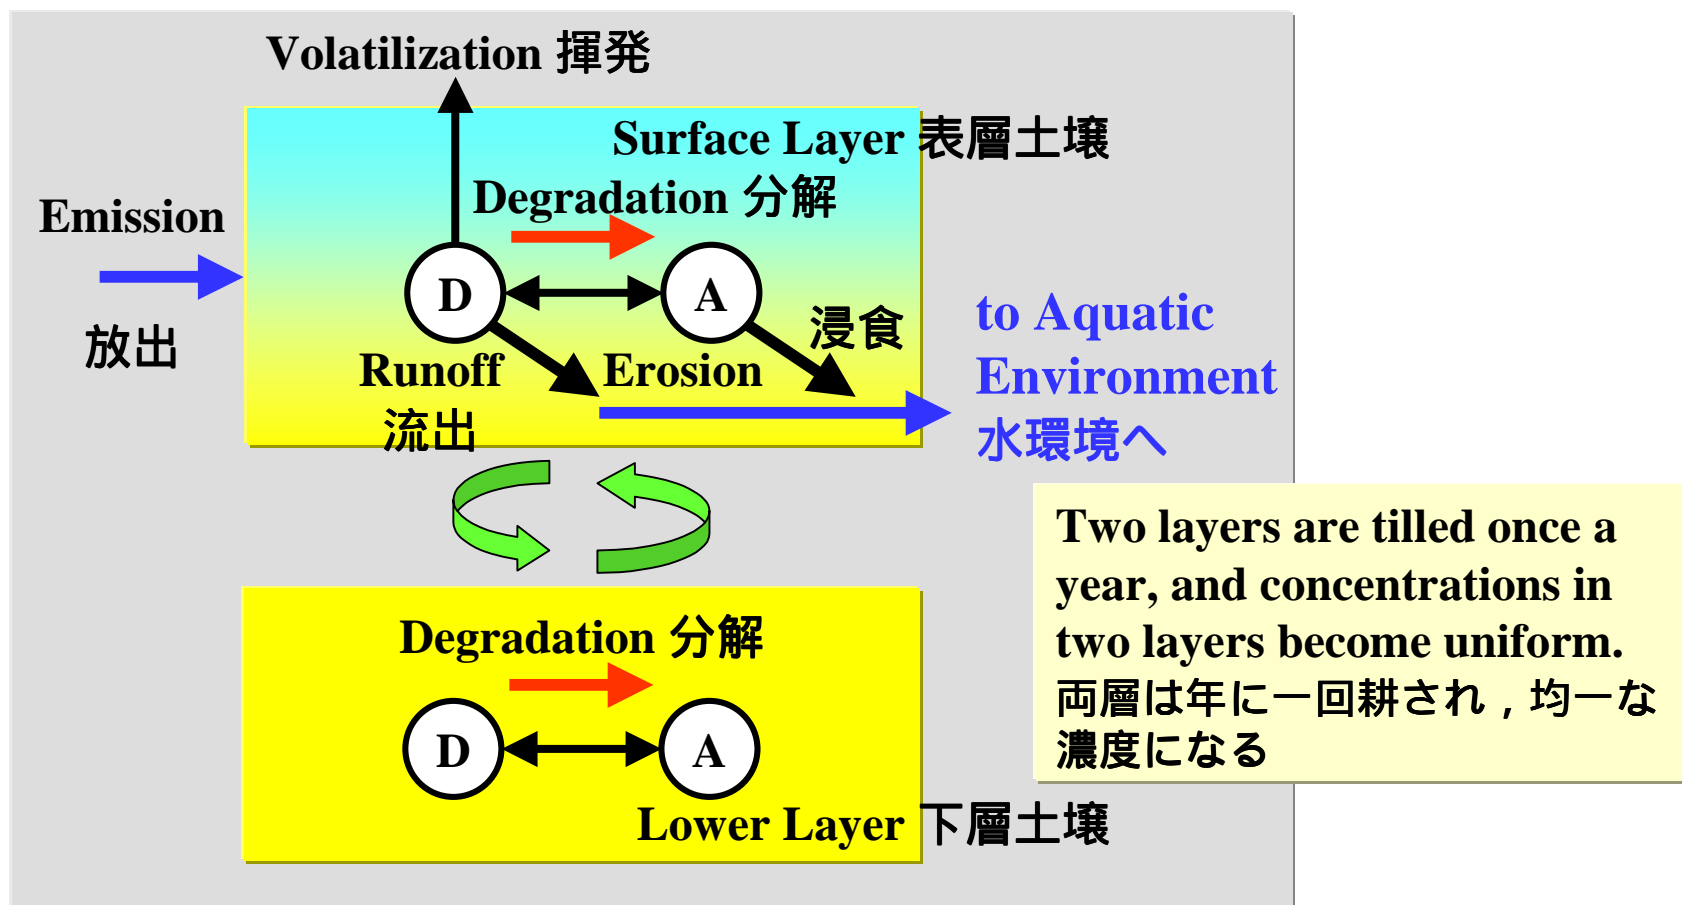 Volatilization 揮発
Surface Layer 表層土壌
Degradation 分解
Emission
放出
D
A
浸食
Runoff
Erosion
流出
to Aquatic
Environment
水環境へ
Two layers are tilled once a
year, and concentrations in
two layers become uniform.
両層は年に一回耕され，均一な
濃度になる
Degradation 分解
D
A
Lower Layer 下層土壌